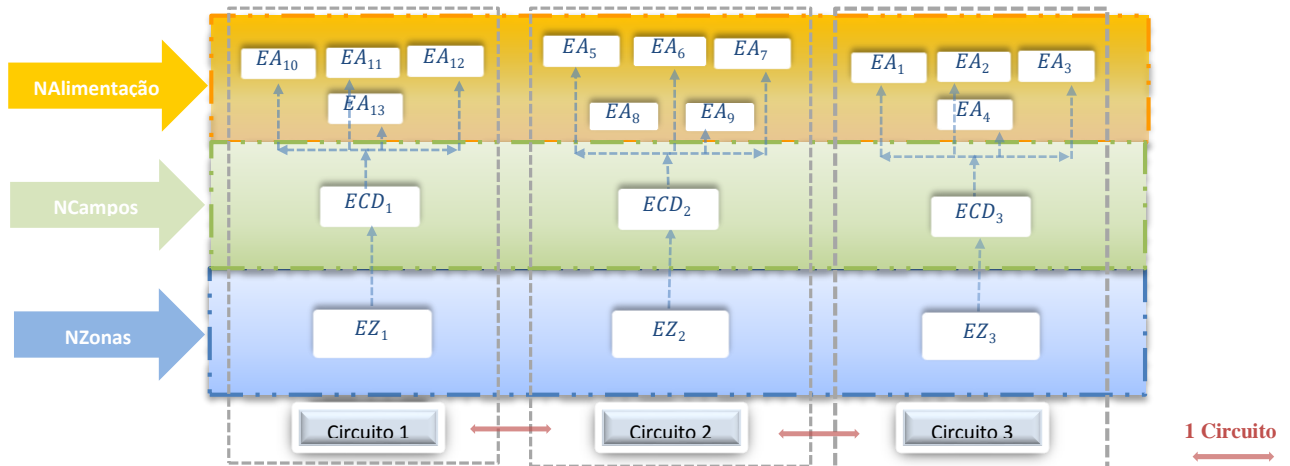 EA₅ EA₆ EA₇
EA₁₀ EA₁₁ EA₁₂
EA₁ EA₂ EA₃
NAlimentação
EA₁₃
EA₈ EA₉
EA₄
NCampos
ECD₁ ECD₂ ECD₃
NZonas
EZ₁ EZ₂ EZ₃
Circuito 1
Circuito 2
Circuito 3
1 Circuito